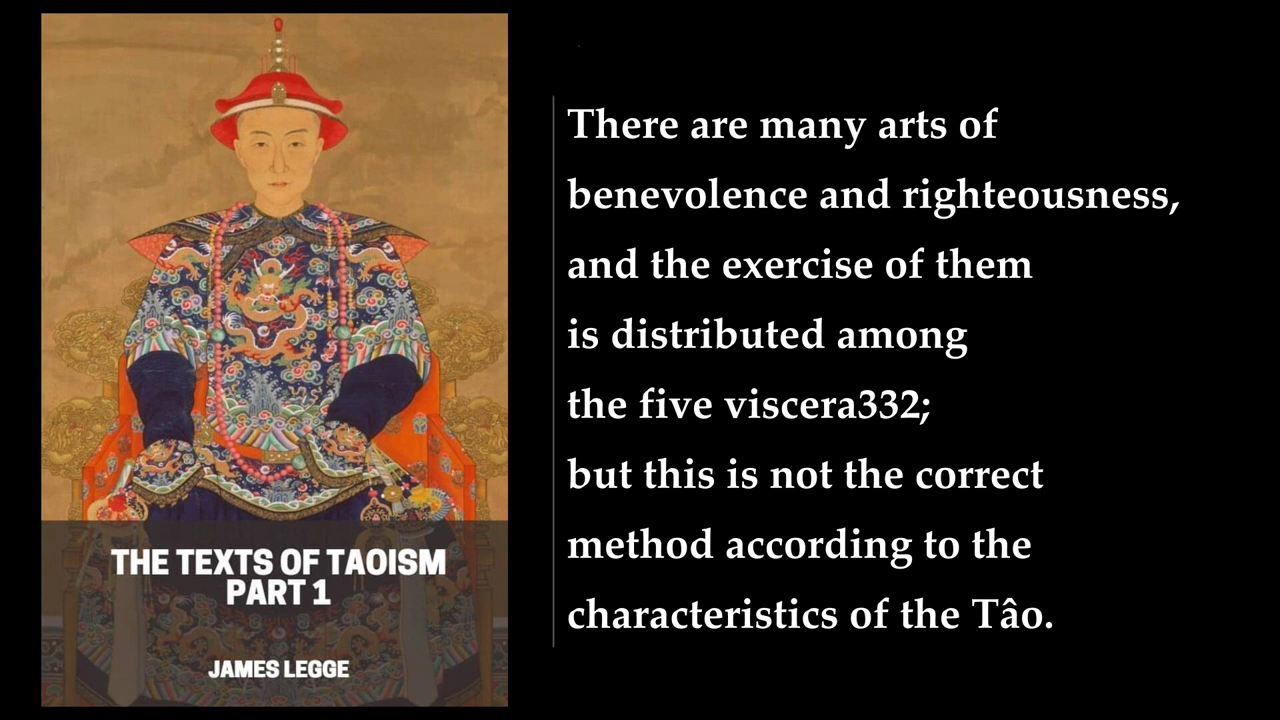 THE TEXTS OF TAOISM
PART 1
JAMES LEGGE
There are many arts of
benevolence and righteousness,
and the exercise of them
is distributed among
the five viscera332;
but this is not the correct
method according to the
characteristics of the Tâo.